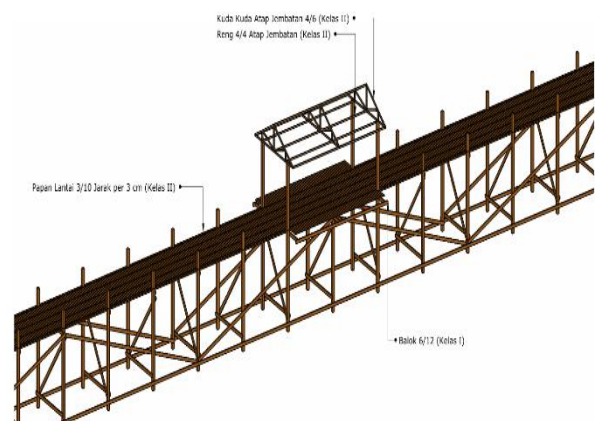 Kuda Kuda Atap Jembatan 4/6 (Kelas II)
Reng 4/4 Atap Jembatan (Kelas II)
Papan Lantai 3/10 Jarak per 3 cm (Kelas II)
Balok 6/12 (Kelas I)